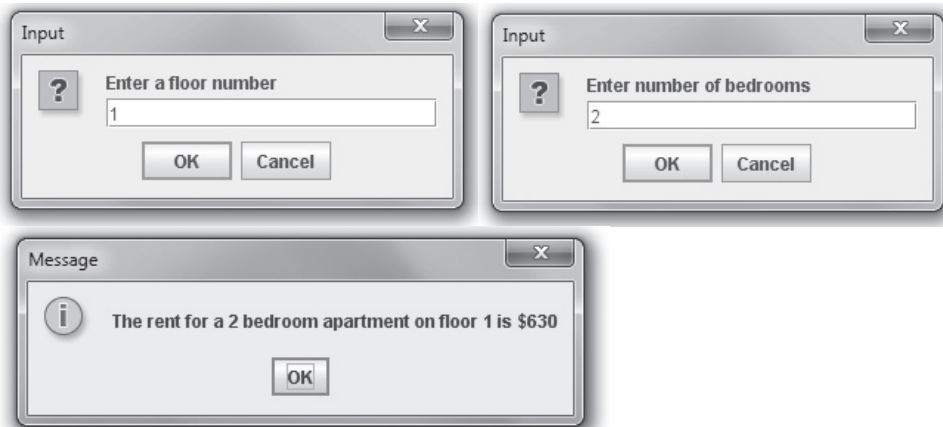 Input
X
Enter a floor number
1
OK
Cancel
Input
X
Enter number of bedrooms
2
OK
Cancel
Message
X
The rent for a 2 bedroom apartment on floor 1 is $630
OK